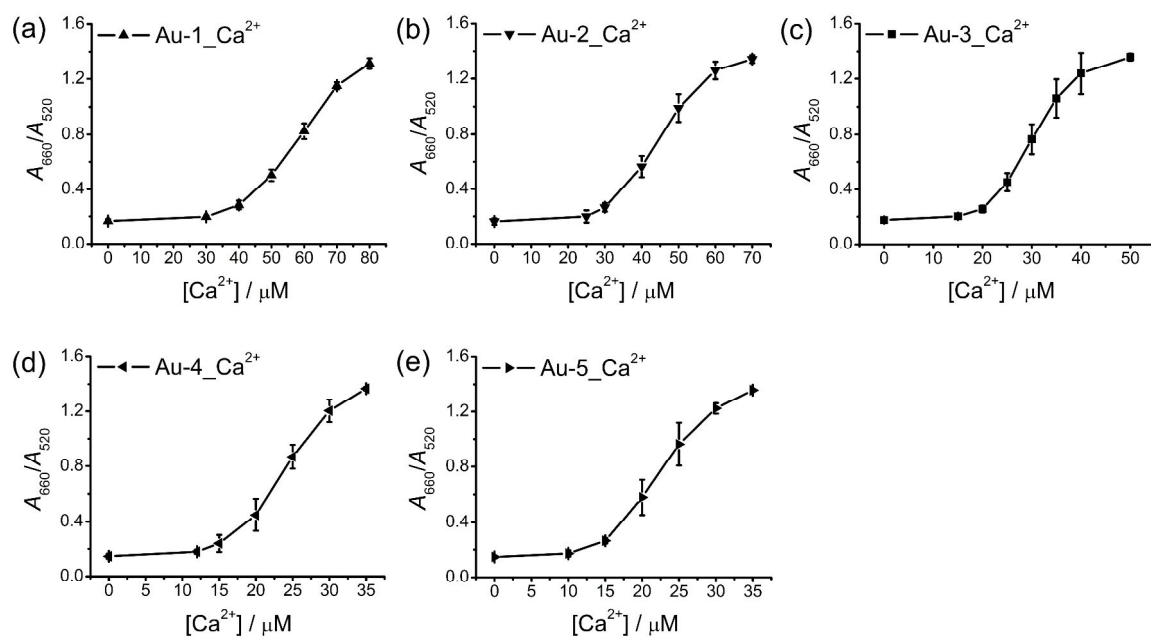 (a)
Au-1_Ca²⁺
A₆₆₀/A₅₂₀
1.6
1.2
0.8
0.4
0.0
0 10 20 30 40 50 60 70 80
[Ca²⁺] / μM
(b)
Au-2_Ca²⁺
A₆₆₀/A₅₂₀
1.6
1.2
0.8
0.4
0.0
0 10 20 30 40 50 60 70
[Ca²⁺] / μM
(c)
Au-3_Ca²⁺
A₆₆₀/A₅₂₀
1.6
1.2
0.8
0.4
0.0
0 10 20 30 40 50
[Ca²⁺] / μM
(d)
Au-4_Ca²⁺
A₆₆₀/A₅₂₀
1.6
1.2
0.8
0.4
0.0
0 5 10 15 20 25 30 35
[Ca²⁺] / μM
(e)
Au-5_Ca²⁺
A₆₆₀/A₅₂₀
1.6
1.2
0.8
0.4
0.0
0 5 10 15 20 25 30 35
[Ca²⁺] / μM